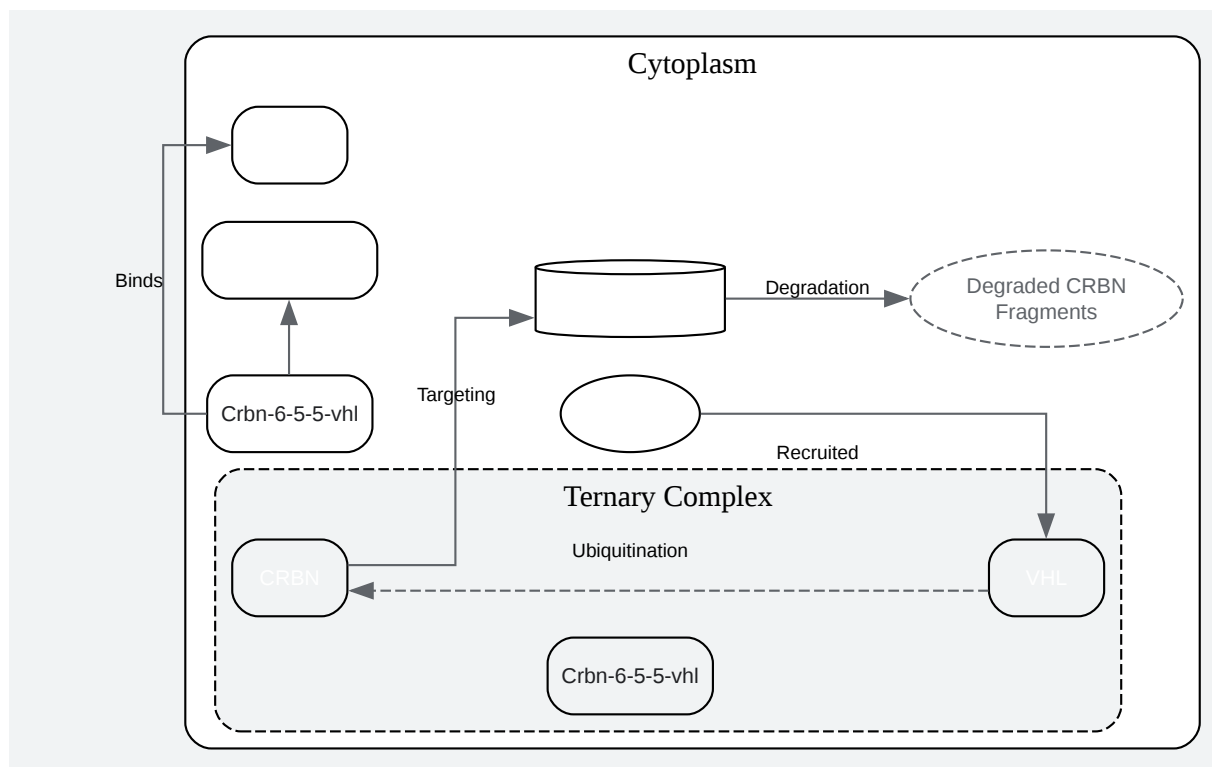 Cytoplasm
Binds
Degradation
Degraded CRBN
Fragments
Targeting
Crbn-6-5-5-vhl
Recruited
Ternary Complex
Ubiquitination
CRBN
VHL
Crbn-6-5-5-vhl